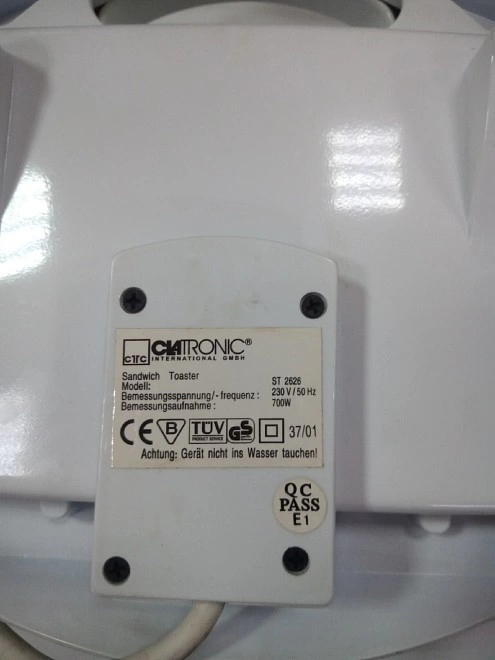 CTC CLATRONIC®
INTERNATIONAL GMBH
Sandwich Toaster
Modell: ST 2626
Bemessungsspannung/-frequenz: 230 V / 50 Hz
Bemessungsaufnahme: 700W
CE B TÜV PRODUCT SERVICE GS 37/01
Achtung: Gerät nicht ins Wasser tauchen!
QC
PASS
E1